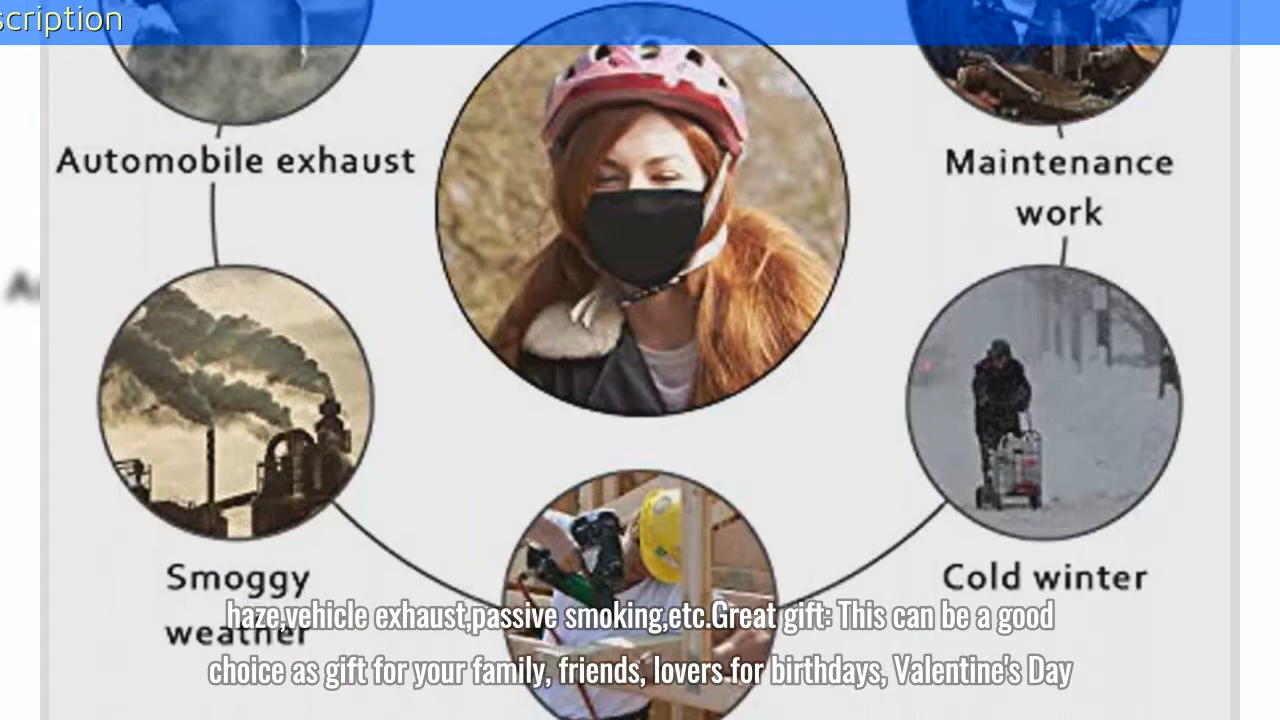 scription
Automobile exhaust
Maintenance
work
Smoggy
weather
Cold winter
haze,vehicle exhaust,passive smoking,etc.Great gift: This can be a good
choice as gift for your family, friends, lovers for birthdays, Valentine's Day